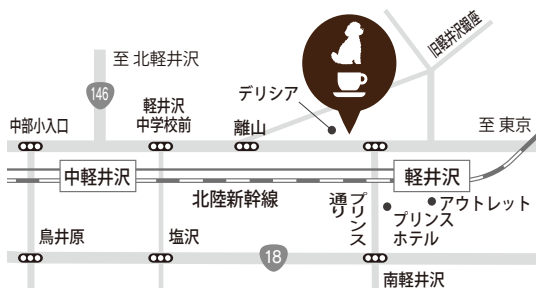 旧軽井沢銀座
至 北軽井沢
146
デリシア
軽井沢
中学校前
中部小入口
離山
至 東京
中軽井沢
軽井沢
北陸新幹線
プリンス
通り
アウトレット
プリンス
ホテル
鳥井原
塩沢
18
南軽井沢